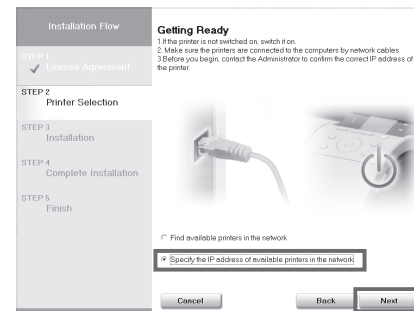 Installation Flow
STEP 1
License Agreement
STEP 2
Printer Selection
STEP 3
Installation
STEP 4
Complete Installation
STEP 5
Finish
Getting Ready
1.If the printer is not switched on, switch it on.
2. Make sure the printers are connected to the computers by network cables.
3.Before you begin, contact the Administrator to confirm the correct IP address of
the printer.
Find available printers in the network
Specify the IP address of available printers in the network
Cancel
Back
Next